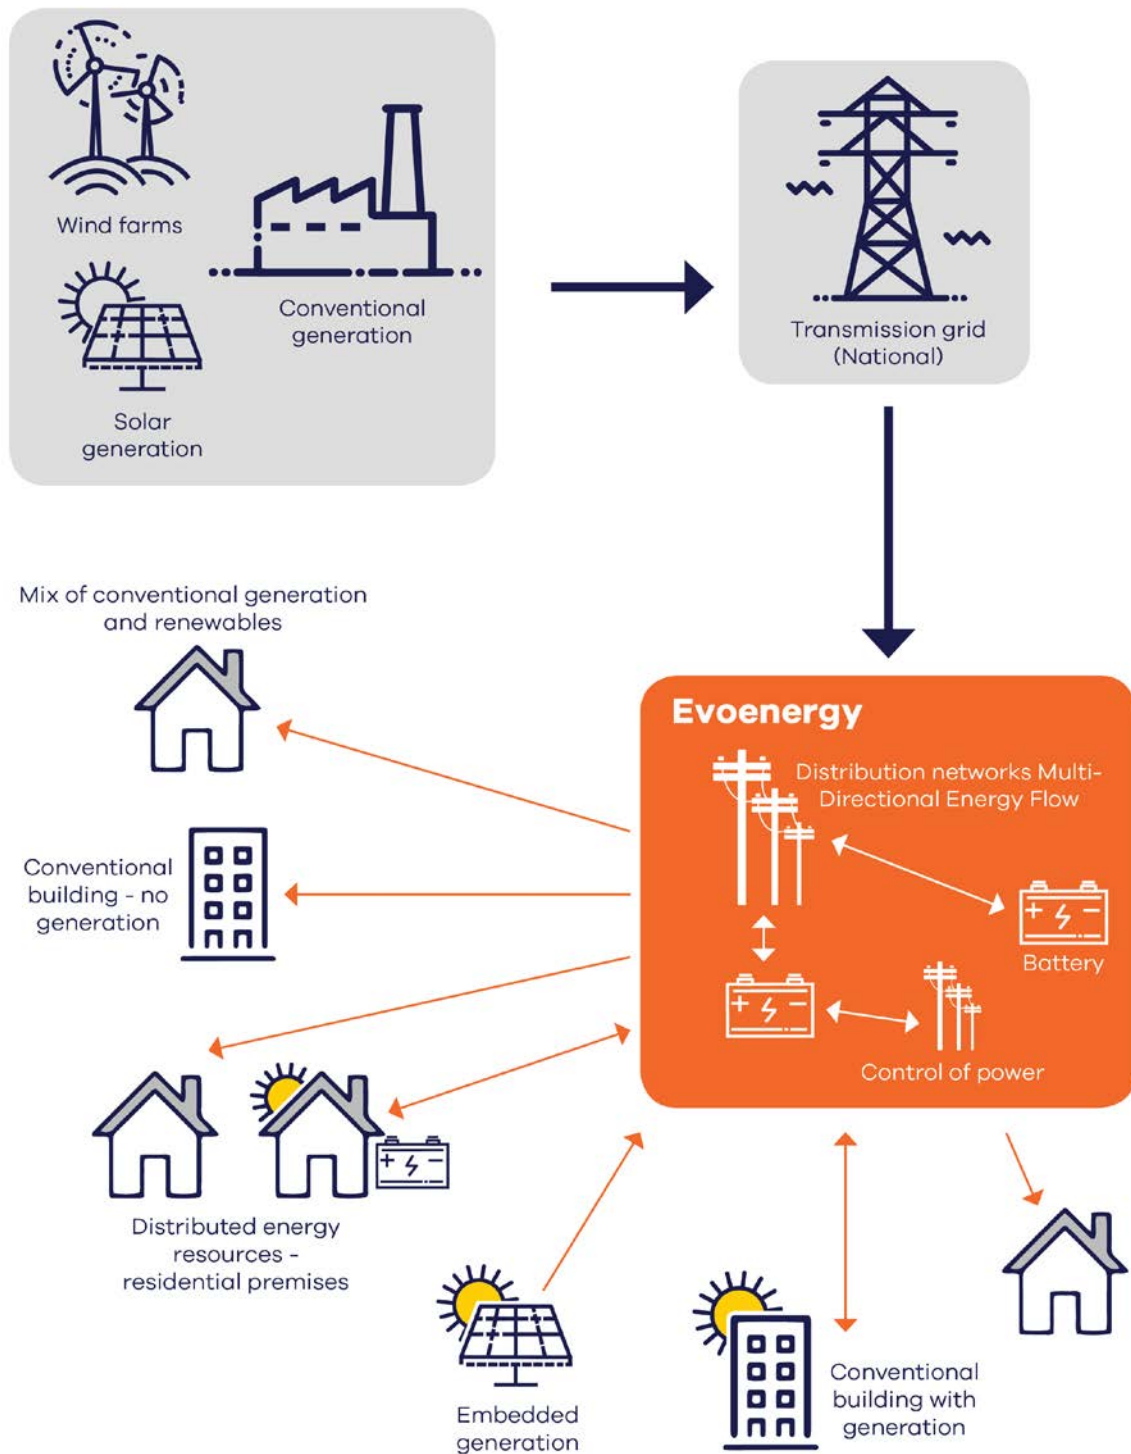 Wind farms
Conventional
generation
Solar
generation
Transmission grid
(National)
Mix of conventional generation
and renewables
Evoenergy
Distribution networks Multi-
Directional Energy Flow
Conventional
building - no
generation
Battery
Control of power
Distributed energy
resources -
residential premises
Embedded
generation
Conventional
building with
generation